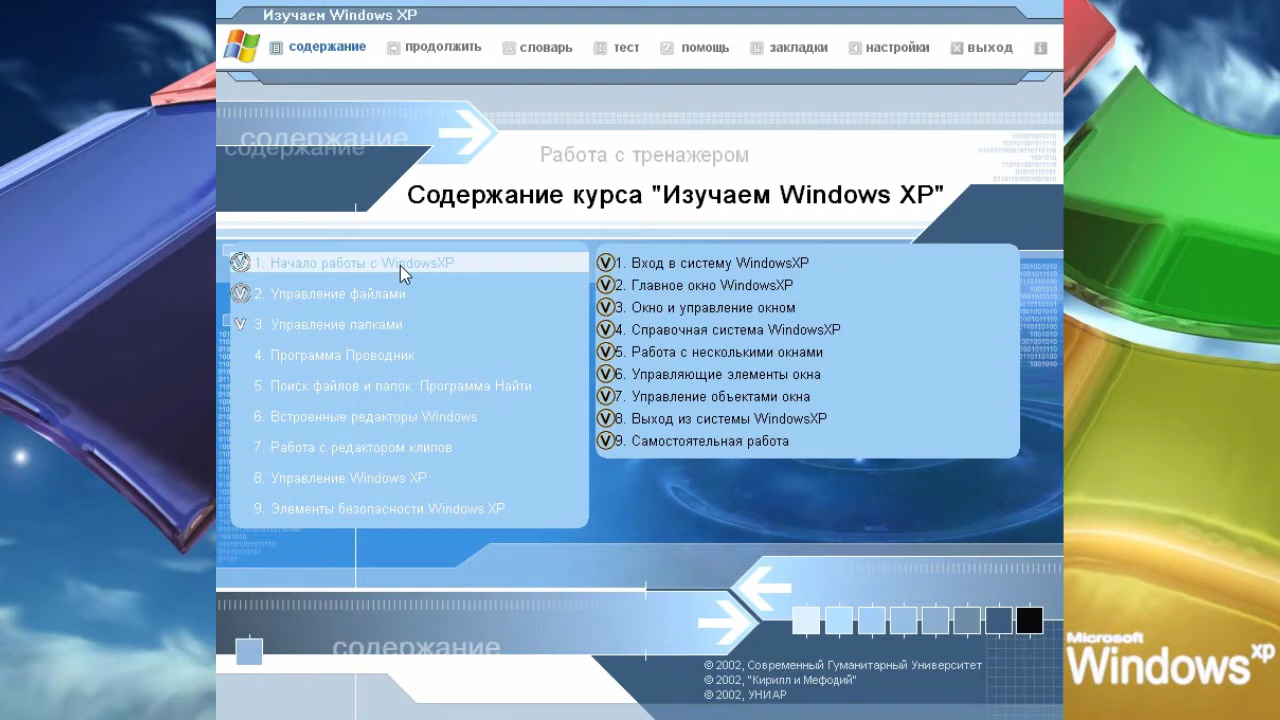 Изучаем Windows XP
содержание продолжить словарь тест помощь закладки настройки выход
содержание
содержание
Работа с тренажером
Содержание курса "Изучаем Windows XP"
1. Начало работы с WindowsXP
2. Управление файлами
3. Управление папками
4. Программа Проводник
5. Поиск файлов и папок. Программа Найти
6. Встроенные редакторы Windows
7. Работа с редактором клипов
8. Управление Windows XP
9. Элементы безопасности Windows XP
1. Вход в систему WindowsXP
2. Главное окно WindowsXP
3. Окно и управление окном
4. Справочная система WindowsXP
5. Работа с несколькими окнами
6. Управляющие элементы окна
7. Управление объектами окна
8. Выход из системы WindowsXP
9. Самостоятельная работа
содержание
© 2002, Современный Гуманитарный Университет
© 2002, "Кирилл и Мефодий"
© 2002, УНИАР
Microsoft
Windows xp